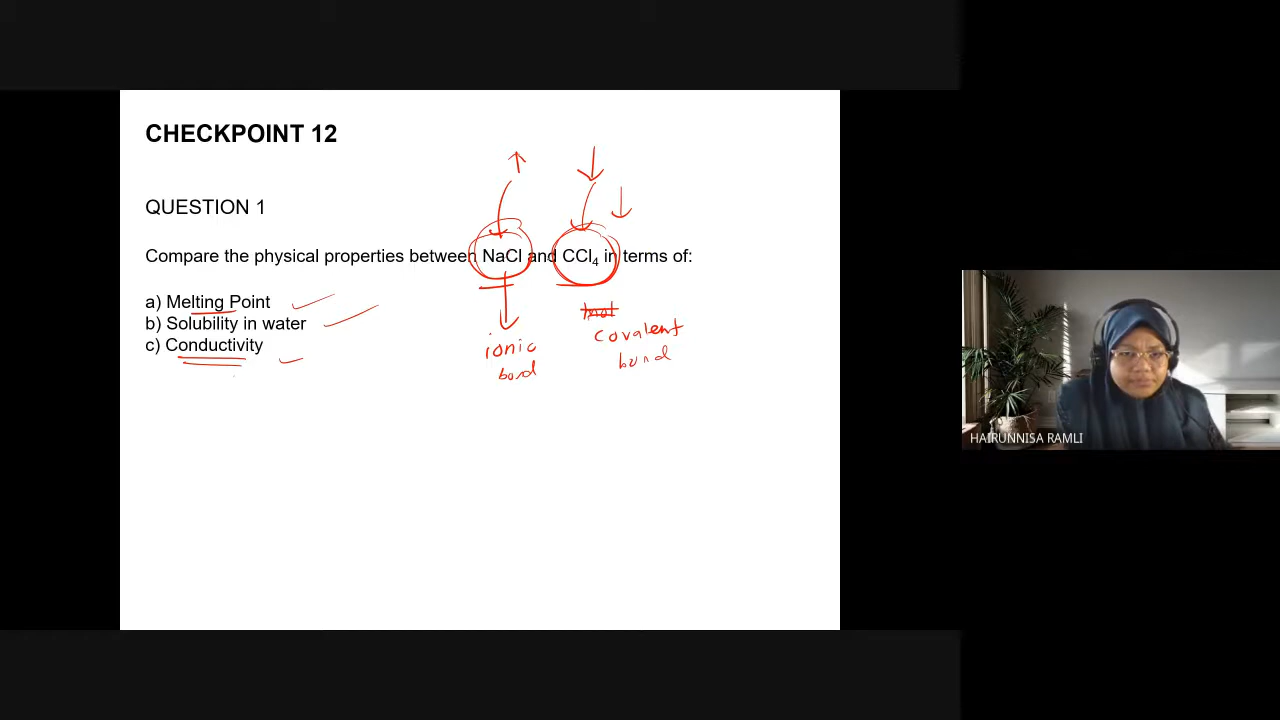 CHECKPOINT 12
QUESTION 1
Compare the physical properties between NaCl and CCl₄ in terms of:
a) Melting Point
b) Solubility in water
c) Conductivity
ionic
bond
covalent
bond
HAIRUNNISA RAMLI